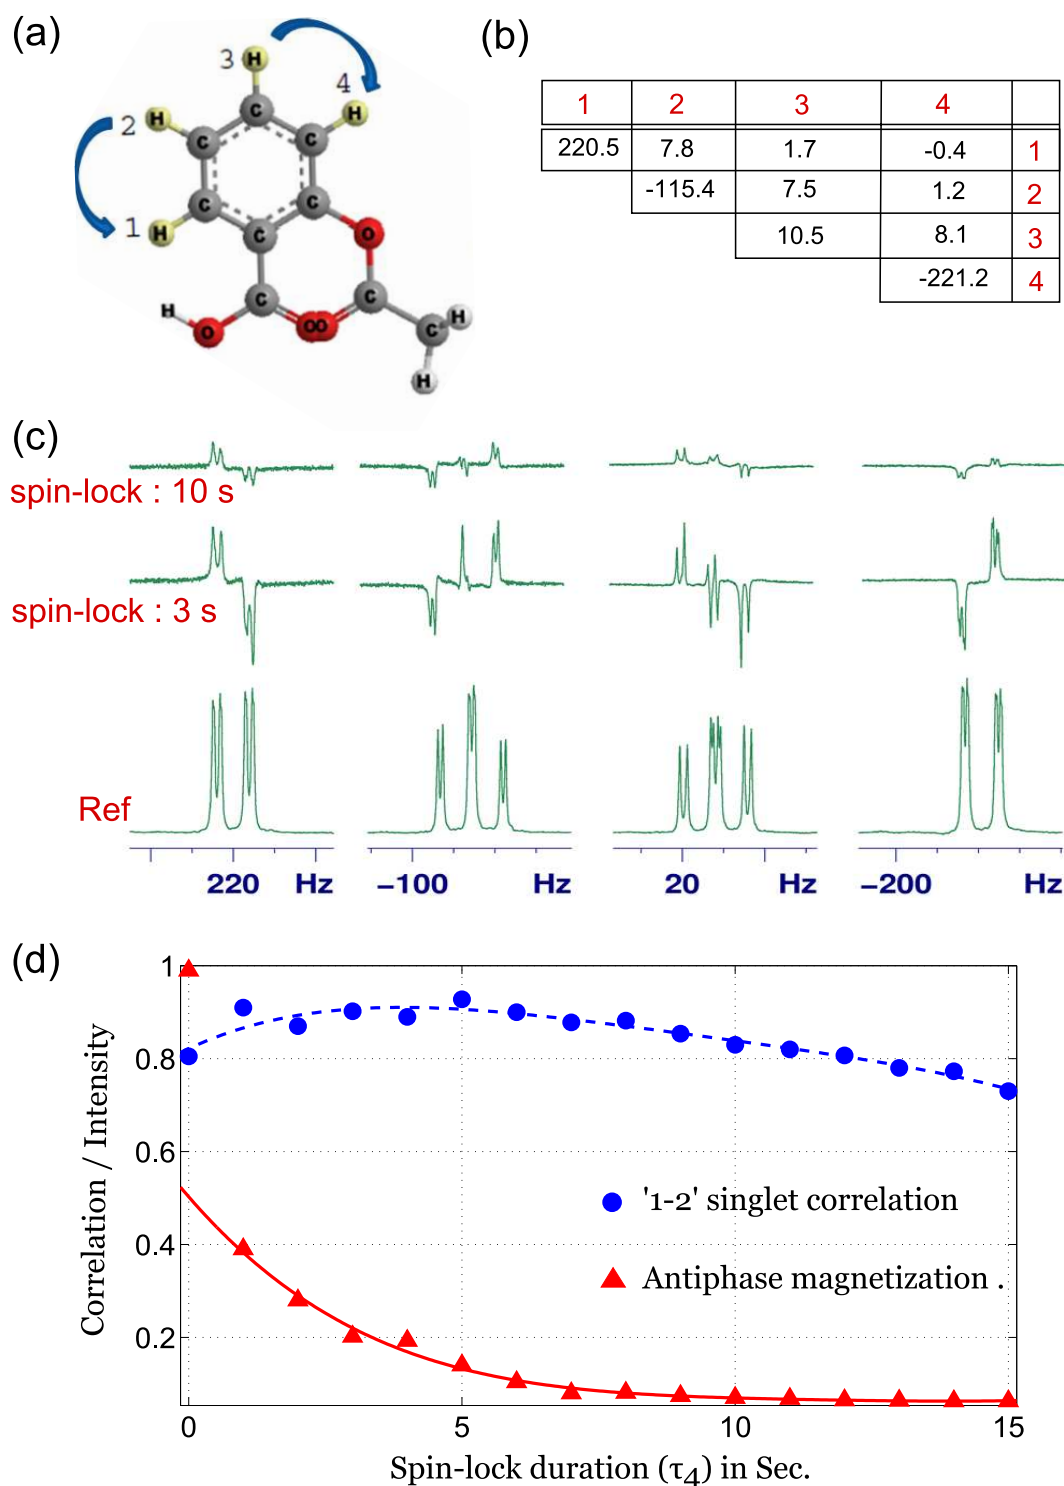 (a)
3 H
4 H
2 H
C
C C
C C
1 H
C
O
H C C
O O O C H
H
(b)
1 2 3 4
220.5 7.8 1.7 -0.4 1
-115.4 7.5 1.2 2
10.5 8.1 3
-221.2 4
(c)
spin-lock : 10 s
spin-lock : 3 s
Ref
220 Hz −100 Hz 20 Hz −200 Hz
(d)
Correlation / Intensity
1
0.8
0.6
0.4
0.2
'1-2' singlet correlation
Antiphase magnetization .
0 5 10 15
Spin-lock duration (τ4) in Sec.